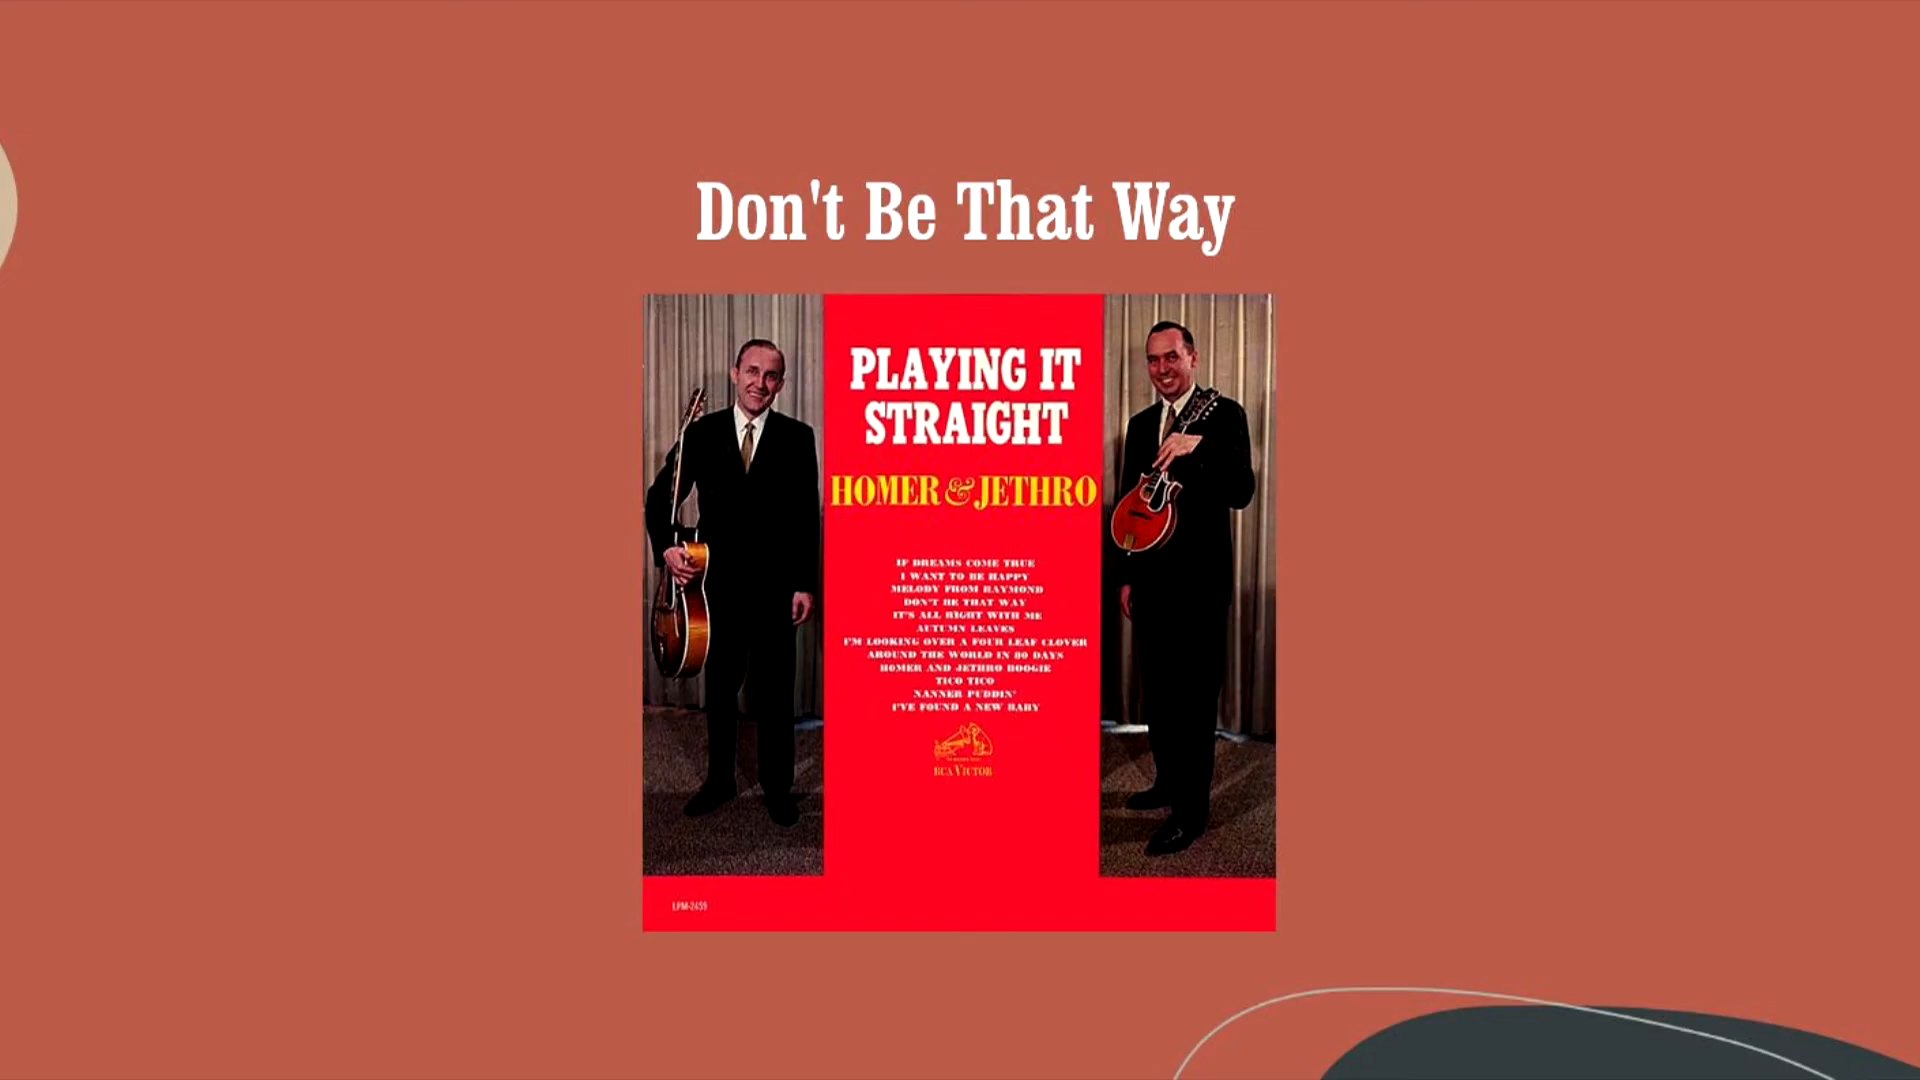 Don't Be That Way
PLAYING IT
STRAIGHT
HOMER & JETHRO
IF DREAMS COME TRUE
I WANT TO BE HAPPY
MELODY FROM RAYMOND
DON'T BE THAT WAY
IT'S ALL RIGHT WITH ME
AUTUMN LEAVES
I'M LOOKING OVER A FOUR LEAF CLOVER
AROUND THE WORLD IN 80 DAYS
HOMER AND JETHRO BOOGIE
TICO TICO
NANNER PUDDIN'
I'VE FOUND A NEW BABY
RCA VICTOR
LPM-2459